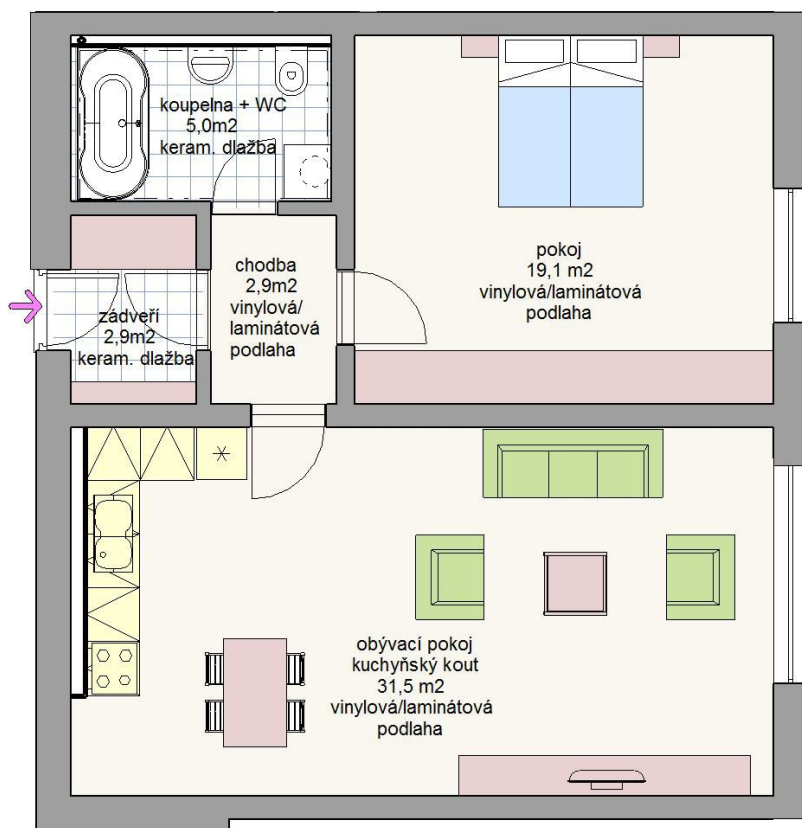 koupelna + WC
5,0m2
keram. dlažba
pokoj
19,1 m2
vinylová/laminátová
podlaha
chodba
2,9m2
vinylová/
laminátová
podlaha
zádveří
2,9m2
keram. dlažba
obývací pokoj
kuchyňský kout
31,5 m2
vinylová/laminátová
podlaha